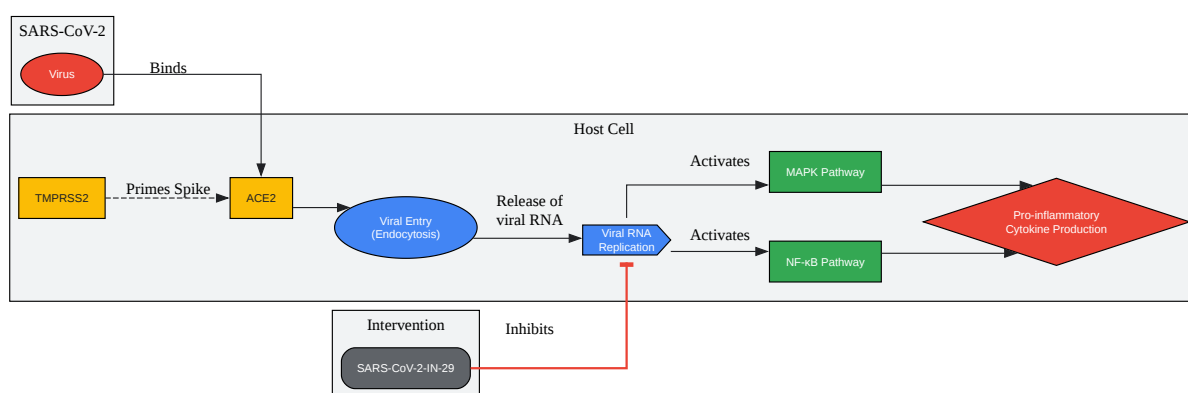 SARS-CoV-2
Virus
Binds
Host Cell
TMPRSS2
Primes Spike
ACE2
Viral Entry
(Endocytosis)
Release of
viral RNA
Viral RNA
Replication
Activates
MAPK Pathway
Activates
NF-κB Pathway
Pro-inflammatory
Cytokine Production
Intervention
SARS-CoV-2-IN-29
Inhibits